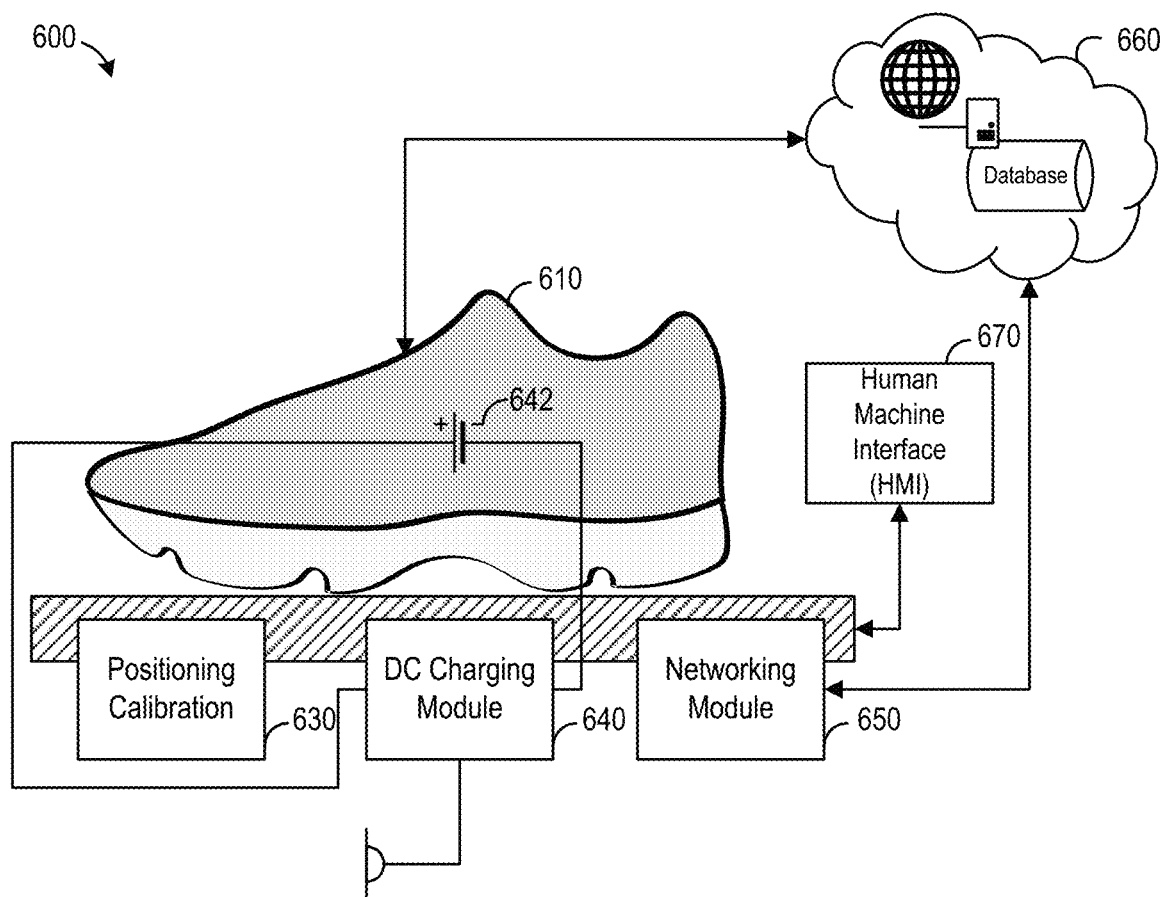 600
660
Database
610
670
Human
Machine
Interface
(HMI)
+
642
Positioning
Calibration
630
DC Charging
Module
640
Networking
Module
650